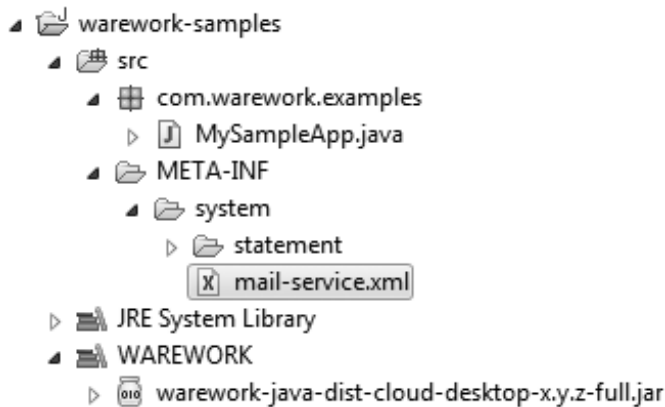 warework-samples
src
com.warework.examples
MySampleApp.java
META-INF
system
statement
mail-service.xml
JRE System Library
WAREWORK
warework-java-dist-cloud-desktop-x.y.z-full.jar